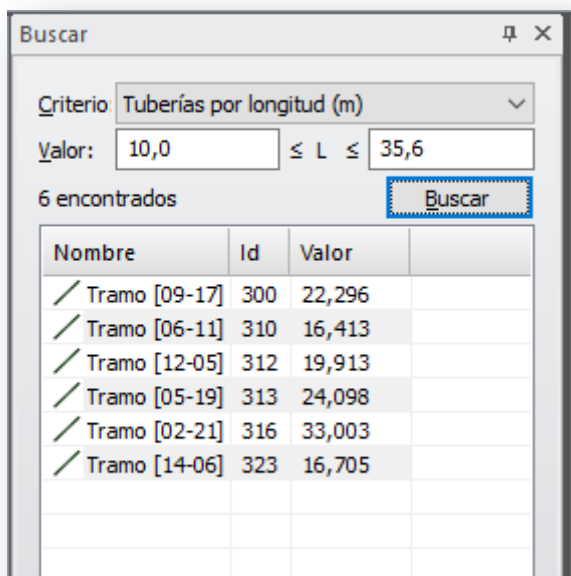 Buscar
Criterio Tuberías por longitud (m)
Valor: 10,0 ≤ L ≤ 35,6
6 encontrados Buscar
Nombre Id Valor
Tramo [09-17] 300 22,296
Tramo [06-11] 310 16,413
Tramo [12-05] 312 19,913
Tramo [05-19] 313 24,098
Tramo [02-21] 316 33,003
Tramo [14-06] 323 16,705